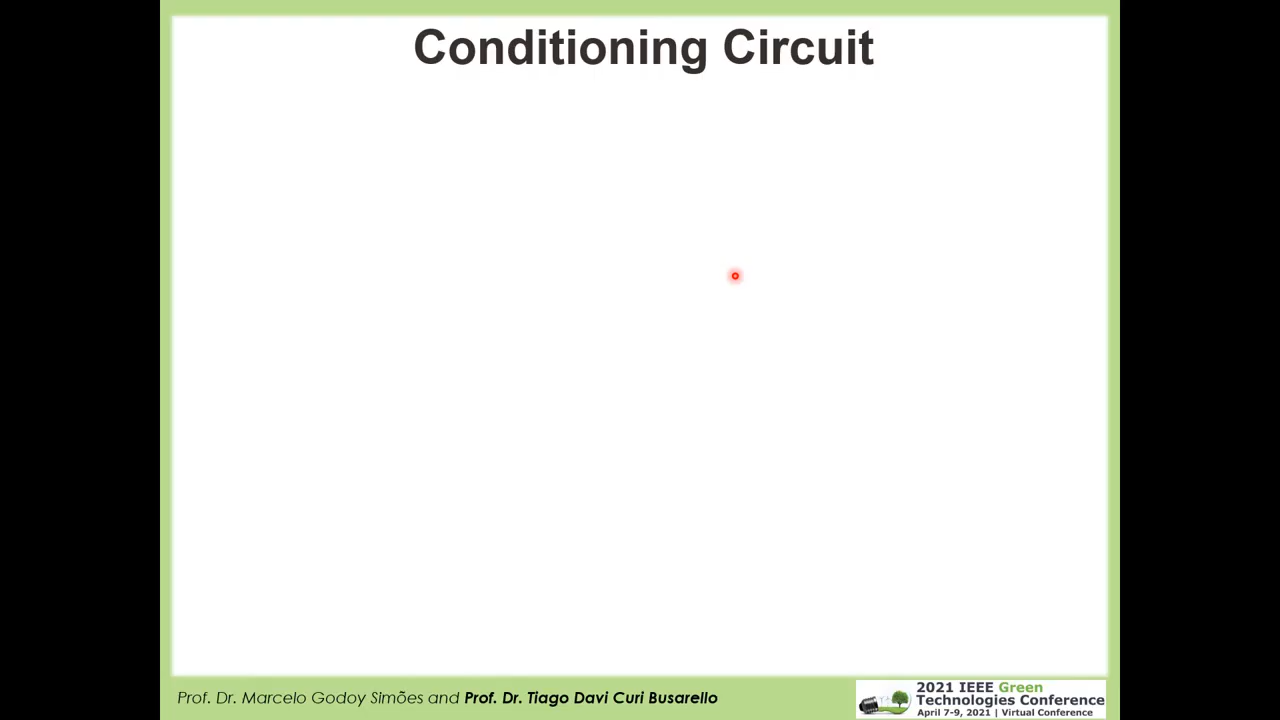 Conditioning Circuit
Prof. Dr. Marcelo Godoy Simões and Prof. Dr. Tiago Davi Curi Busarello
2021 IEEE Green
Technologies Conference
April 7-9, 2021 | Virtual Conference